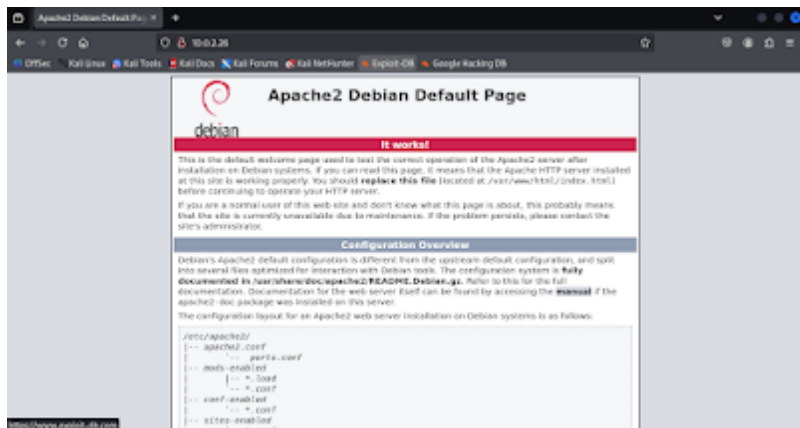 Apache2 Debian Default Pa
10.0.2.26
OffSec Kali Linux Kali Tools Kali Docs Kali Forums Kali NetHunter Exploit-DB Google Hacking DB
Apache2 Debian Default Page
debian
It works!
This is the default welcome page used to test the correct operation of the Apache2 server after
installation on Debian systems. If you can read this page, it means that the Apache HTTP server installed
at this site is working properly. You should replace this file (located at /var/www/html/index.html)
before continuing to operate your HTTP server.
If you are a normal user of this web site and don't know what this page is about, this probably means
that the site is currently unavailable due to maintenance. If the problem persists, please contact the
site's administrator.
Configuration Overview
Debian's Apache2 default configuration is different from the upstream default configuration, and split
into several files optimized for interaction with Debian tools. The configuration system is fully
documented in /usr/share/doc/apache2/README.Debian.gz. Refer to this for the full
documentation. Documentation for the web server itself can be found by accessing the manual if the
apache2-doc package was installed on this server.
The configuration layout for an Apache2 web server installation on Debian systems is as follows:
/etc/apache2/
|-- apache2.conf
|       `--  ports.conf
|-- mods-enabled
|       |-- *.load
|       `-- *.conf
|-- conf-enabled
|       `-- *.conf
|-- sites-enabled
https://www.exploit-db.com